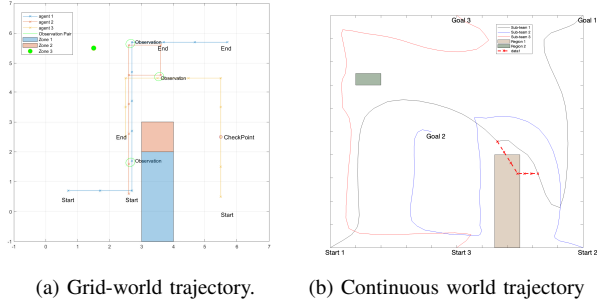 7
6
5
4
3
2
1
0
-1
-1
0
1
2
3
4
5
6
7
agent 1
agent 2
agent 3
Observation Pair
Zone 1
Zone 2
Zone 3
Observation
End
End
Observation
End
CheckPoint
Observation
Start
Start
Start
Goal 3
Goal 1
Sub-team 1
Sub-team 2
Sub-team 3
Region 1
Region 2
data1
Goal 2
Start 1
Start 3
Start 2
(a) Grid-world trajectory.
(b) Continuous world trajectory